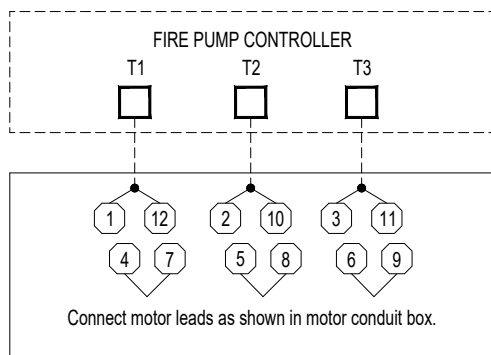 FIRE PUMP CONTROLLER
T1 T2 T3
1 12 2 10 3 11
4 7 5 8 6 9
Connect motor leads as shown in motor conduit box.